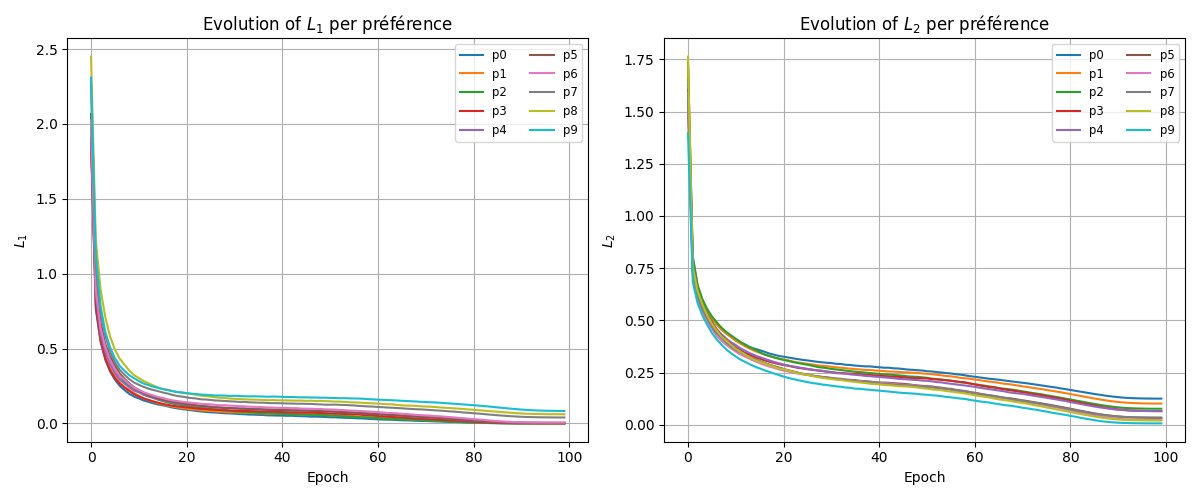 Evolution of L₁ per préférence
2.5
2.0
1.5
1.0
0.5
0.0
L₁
0 20 40 60 80 100
Epoch
p0 p5
p1 p6
p2 p7
p3 p8
p4 p9
Evolution of L₂ per préférence
1.75
1.50
1.25
1.00
0.75
0.50
0.25
0.00
L₂
0 20 40 60 80 100
Epoch
p0 p5
p1 p6
p2 p7
p3 p8
p4 p9